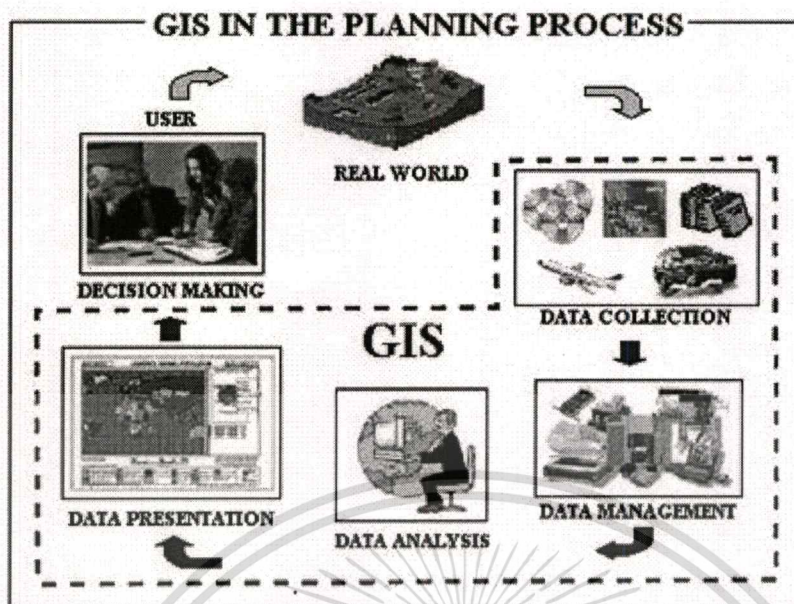 GIS IN THE PLANNING PROCESS
USER
REAL WORLD
DECISION MAKING
DATA COLLECTION
GIS
DATA PRESENTATION
DATA ANALYSIS
DATA MANAGEMENT